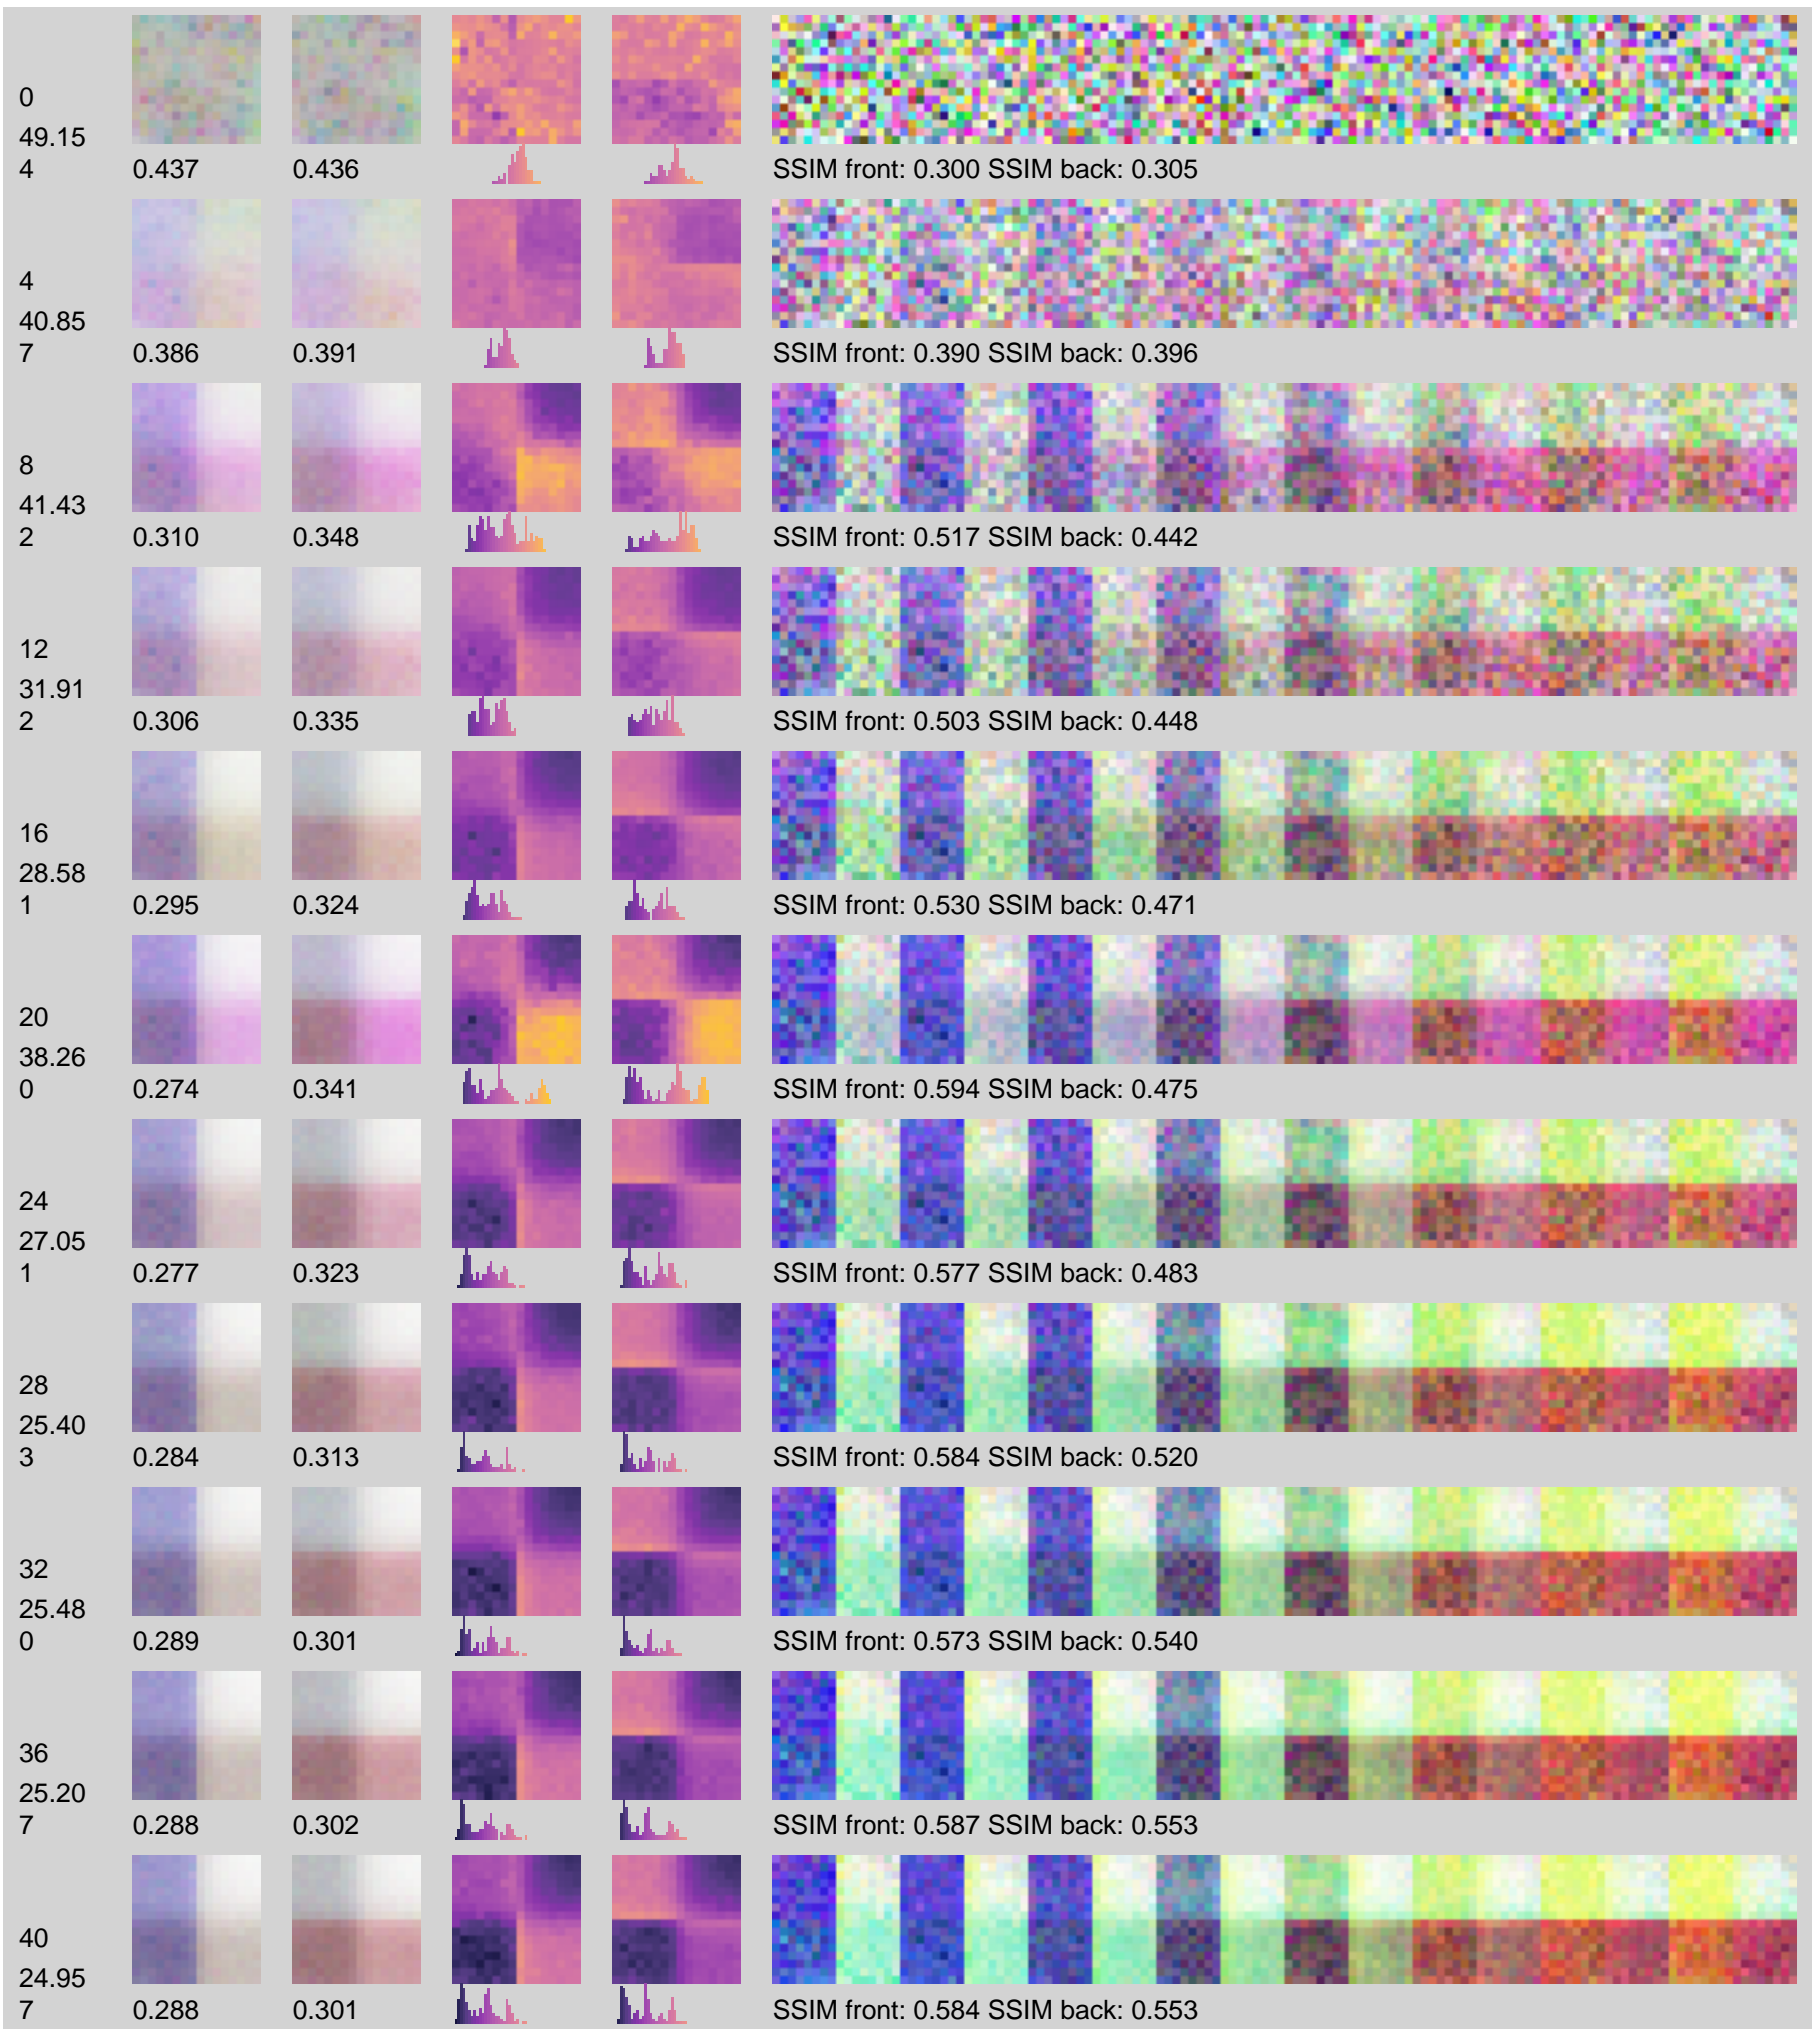 0
49.15
4 0.437 0.436 SSIM front: 0.300 SSIM back: 0.305
4
40.85
7 0.386 0.391 SSIM front: 0.390 SSIM back: 0.396
8
41.43
2 0.310 0.348 SSIM front: 0.517 SSIM back: 0.442
12
31.91
2 0.306 0.335 SSIM front: 0.503 SSIM back: 0.448
16
28.58
1 0.295 0.324 SSIM front: 0.530 SSIM back: 0.471
20
38.26
0 0.274 0.341 SSIM front: 0.594 SSIM back: 0.475
24
27.05
1 0.277 0.323 SSIM front: 0.577 SSIM back: 0.483
28
25.40
3 0.284 0.313 SSIM front: 0.584 SSIM back: 0.520
32
25.48
0 0.289 0.301 SSIM front: 0.573 SSIM back: 0.540
36
25.20
7 0.288 0.302 SSIM front: 0.587 SSIM back: 0.553
40
24.95
7 0.288 0.301 SSIM front: 0.584 SSIM back: 0.553